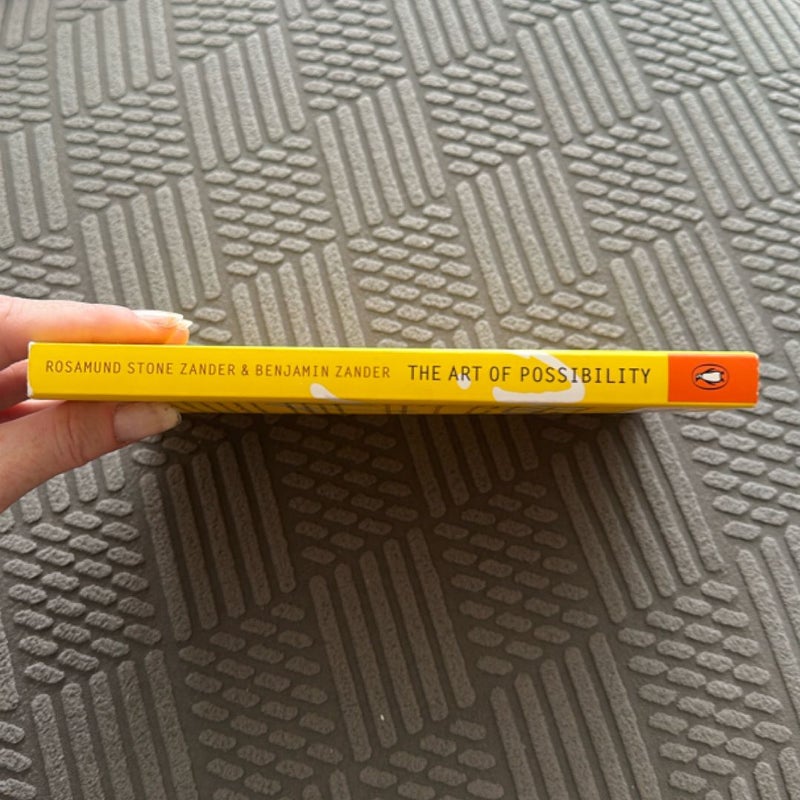 ROSAMUND STONE ZANDER & BENJAMIN ZANDER THE ART OF POSSIBILITY